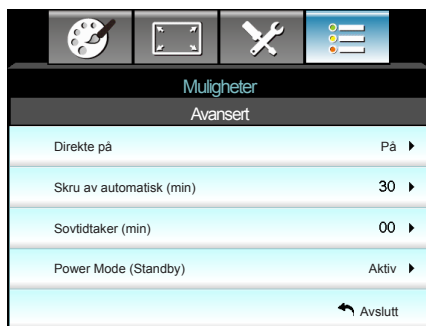 Muligheter
Avansert
Direkte på På
Skru av automatisk (min) 30
Sovtidtaker (min) 00
Power Mode (Standby) Aktiv
Avslutt